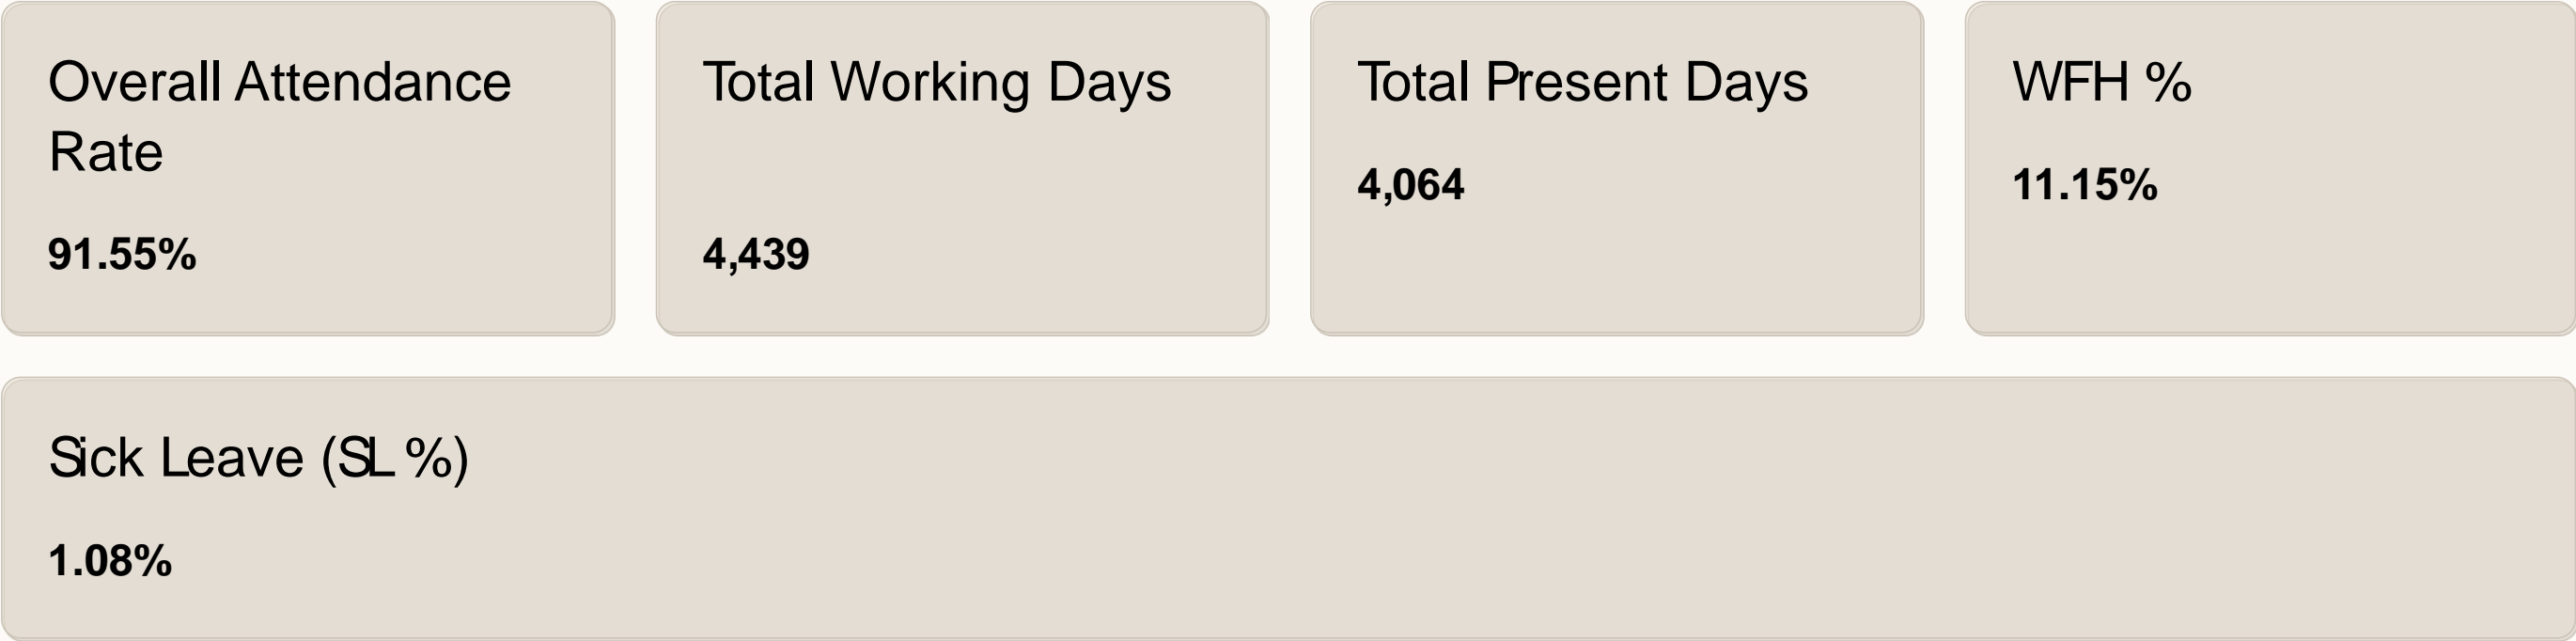 Overall Attendance
Rate
91.55%
Total Working Days
4,439
Total Present Days
4,064
WFH %
11.15%
Sick Leave (SL %)
1.08%